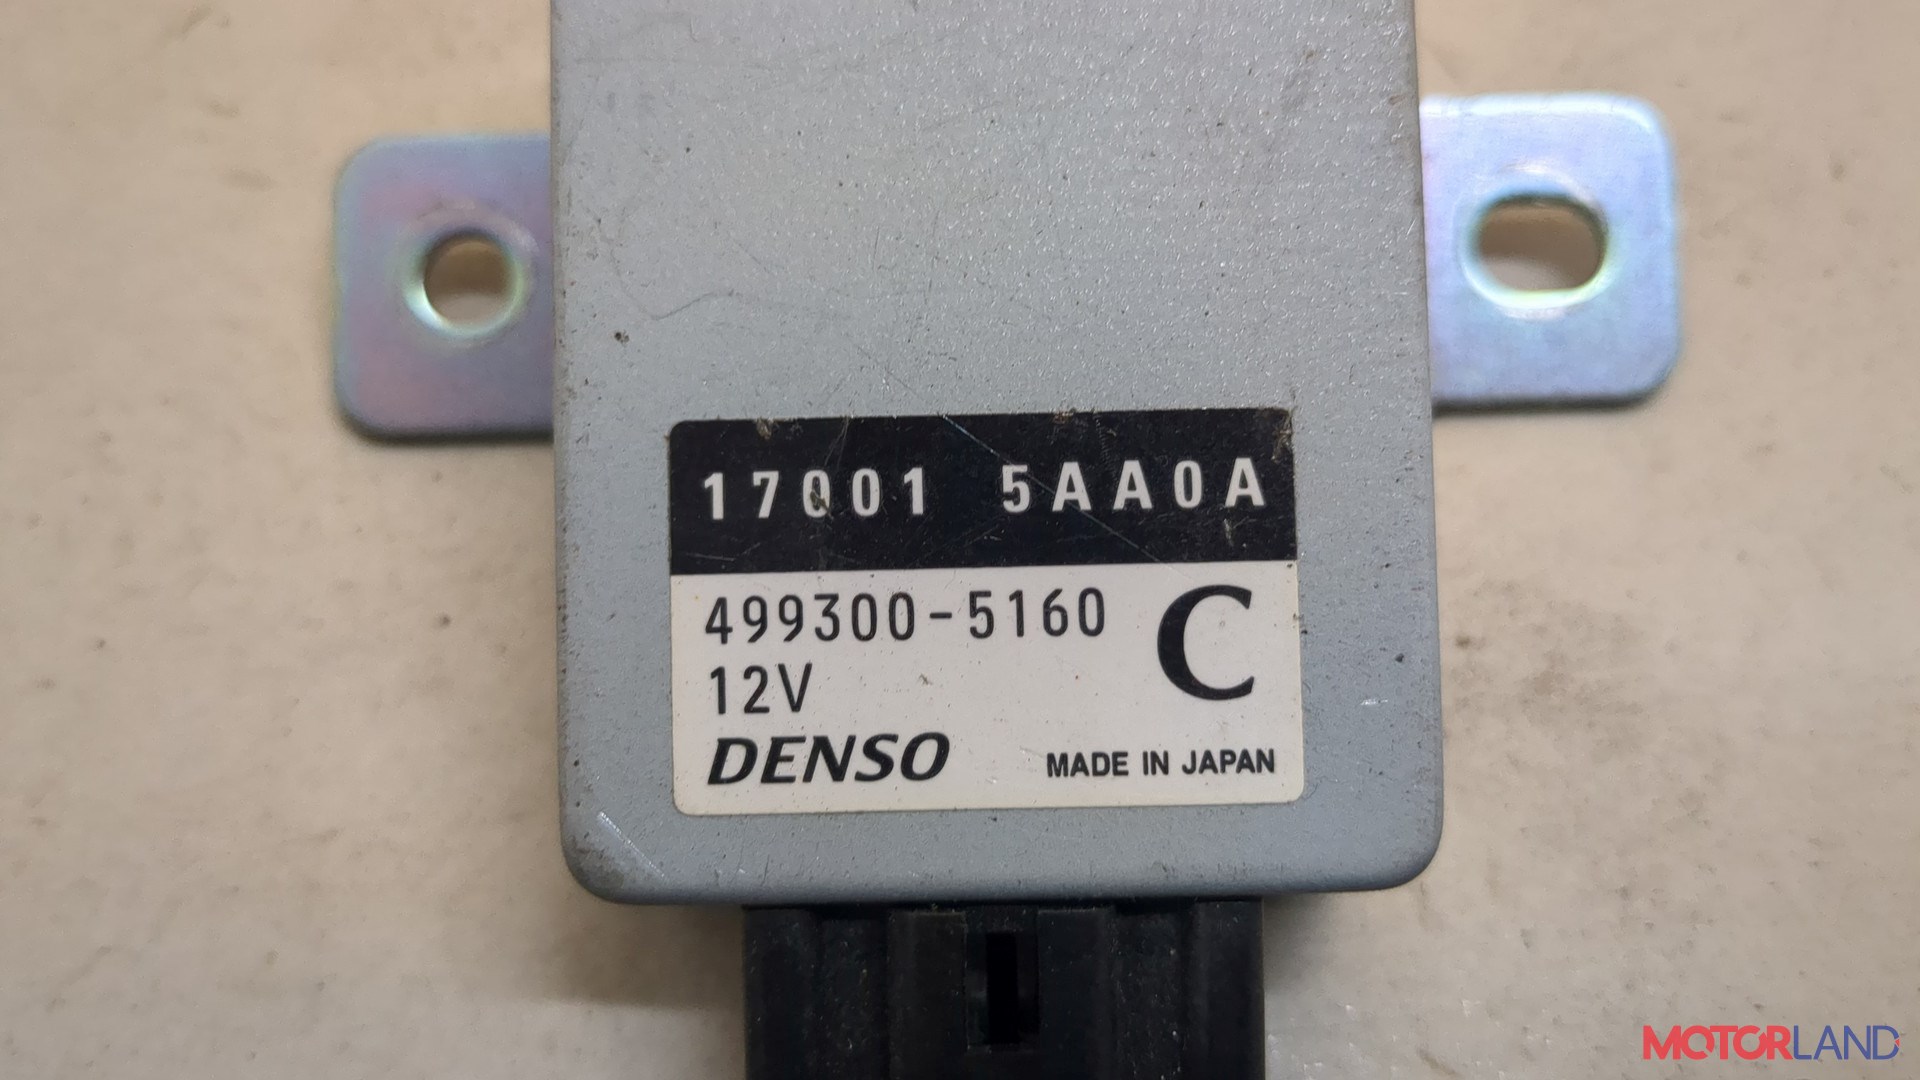 17001 5AA0A
499300-5160 C
12V
DENSO MADE IN JAPAN
MOTORLAND